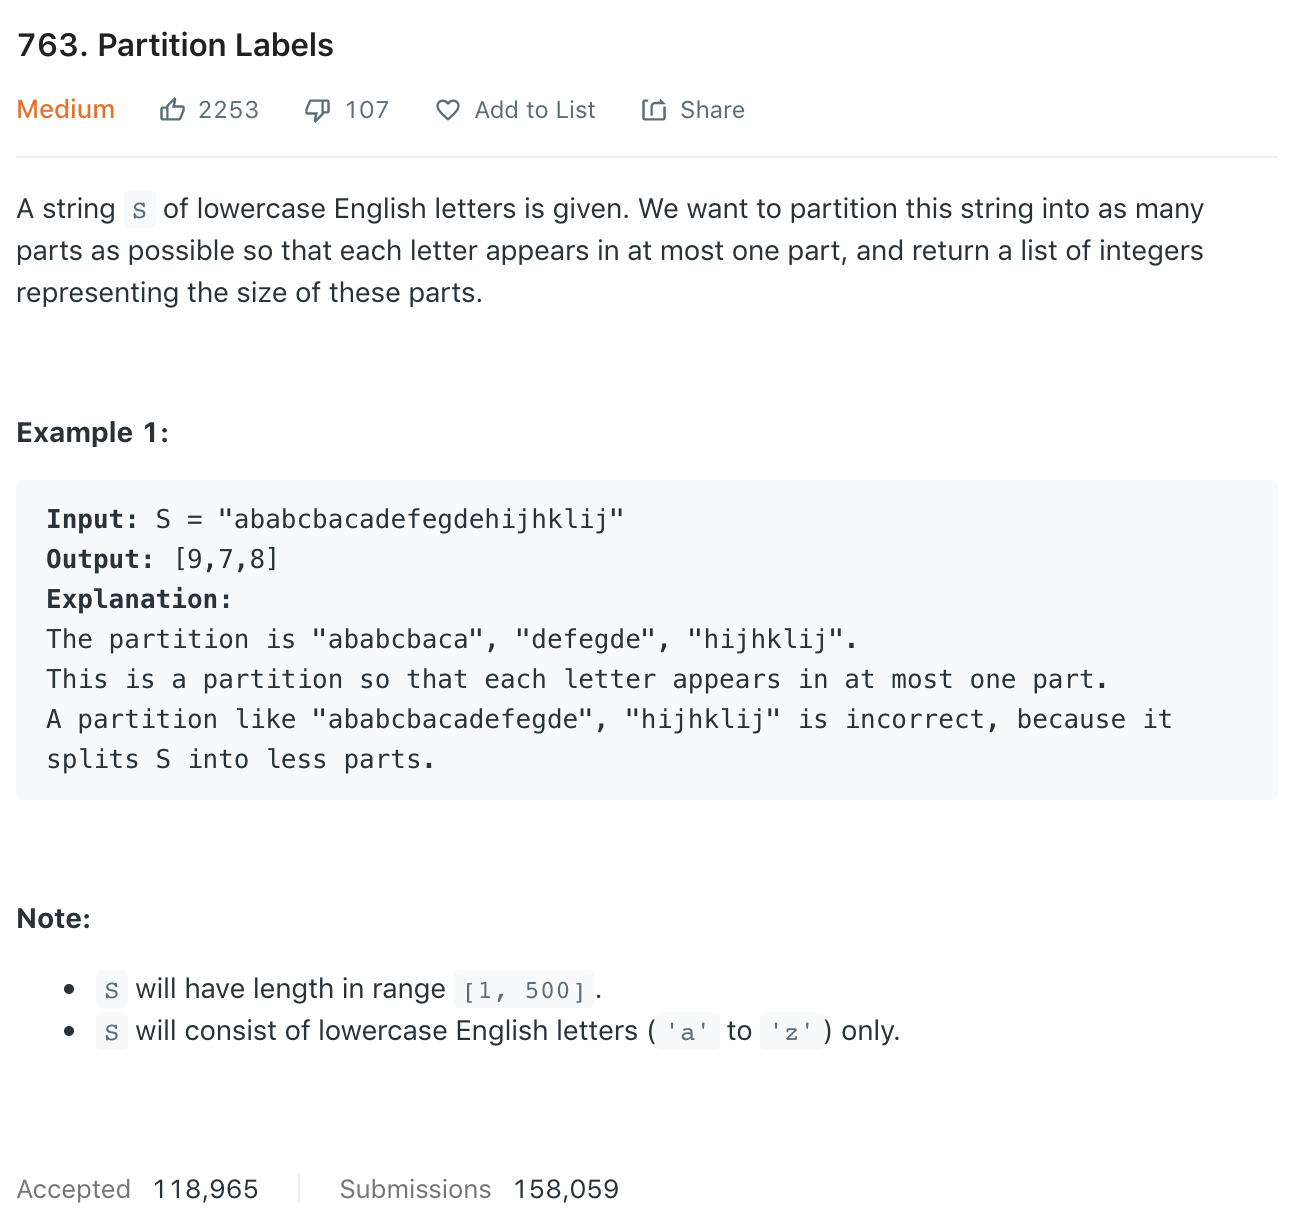 763. Partition Labels
Medium 2253 107 Add to List Share
A string S of lowercase English letters is given. We want to partition this string into as many
parts as possible so that each letter appears in at most one part, and return a list of integers
representing the size of these parts.
Example 1:
Input: S = "ababcbacadefegdehijhklij"
Output: [9,7,8]
Explanation:
The partition is "ababcbaca", "defegde", "hijhklij".
This is a partition so that each letter appears in at most one part.
A partition like "ababcbacadefegde", "hijhklij" is incorrect, because it
splits S into less parts.
Note:
• S will have length in range [1, 500].
• S will consist of lowercase English letters ('a' to 'z') only.
Accepted 118,965 Submissions 158,059